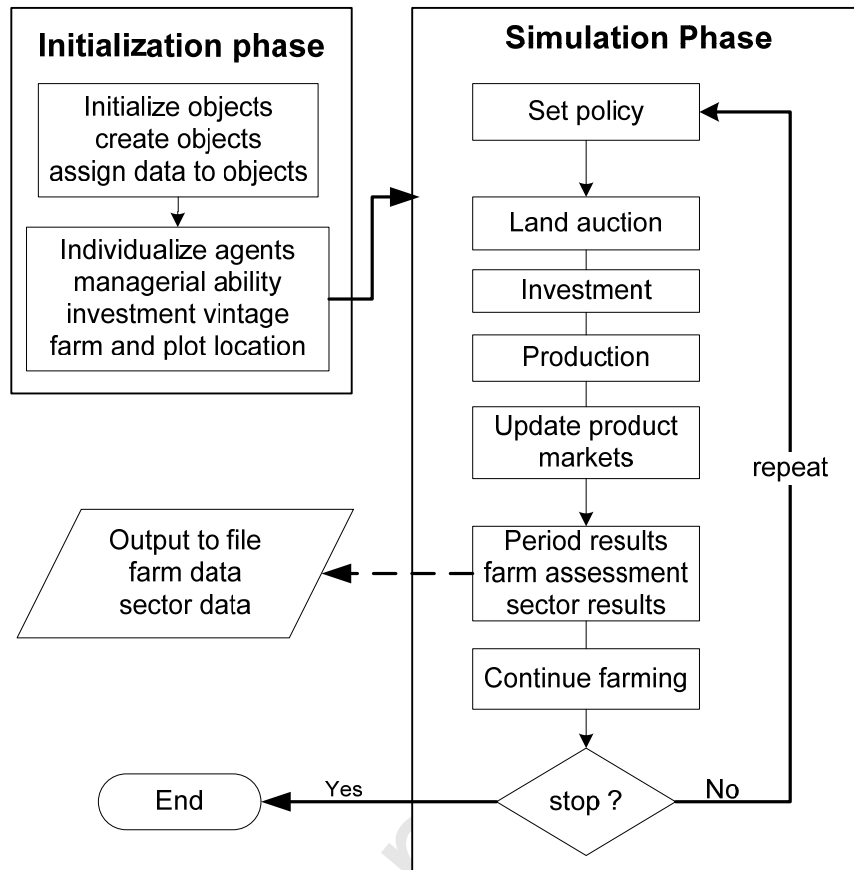 Initialization phase
Initialize objects
create objects
assign data to objects
Individualize agents
managerial ability
investment vintage
farm and plot location
Simulation Phase
Set policy
Land auction
Investment
Production
Update product
markets
repeat
Period results
farm assessment
sector results
Output to file
farm data
sector data
Continue farming
stop ?
No
Yes
End